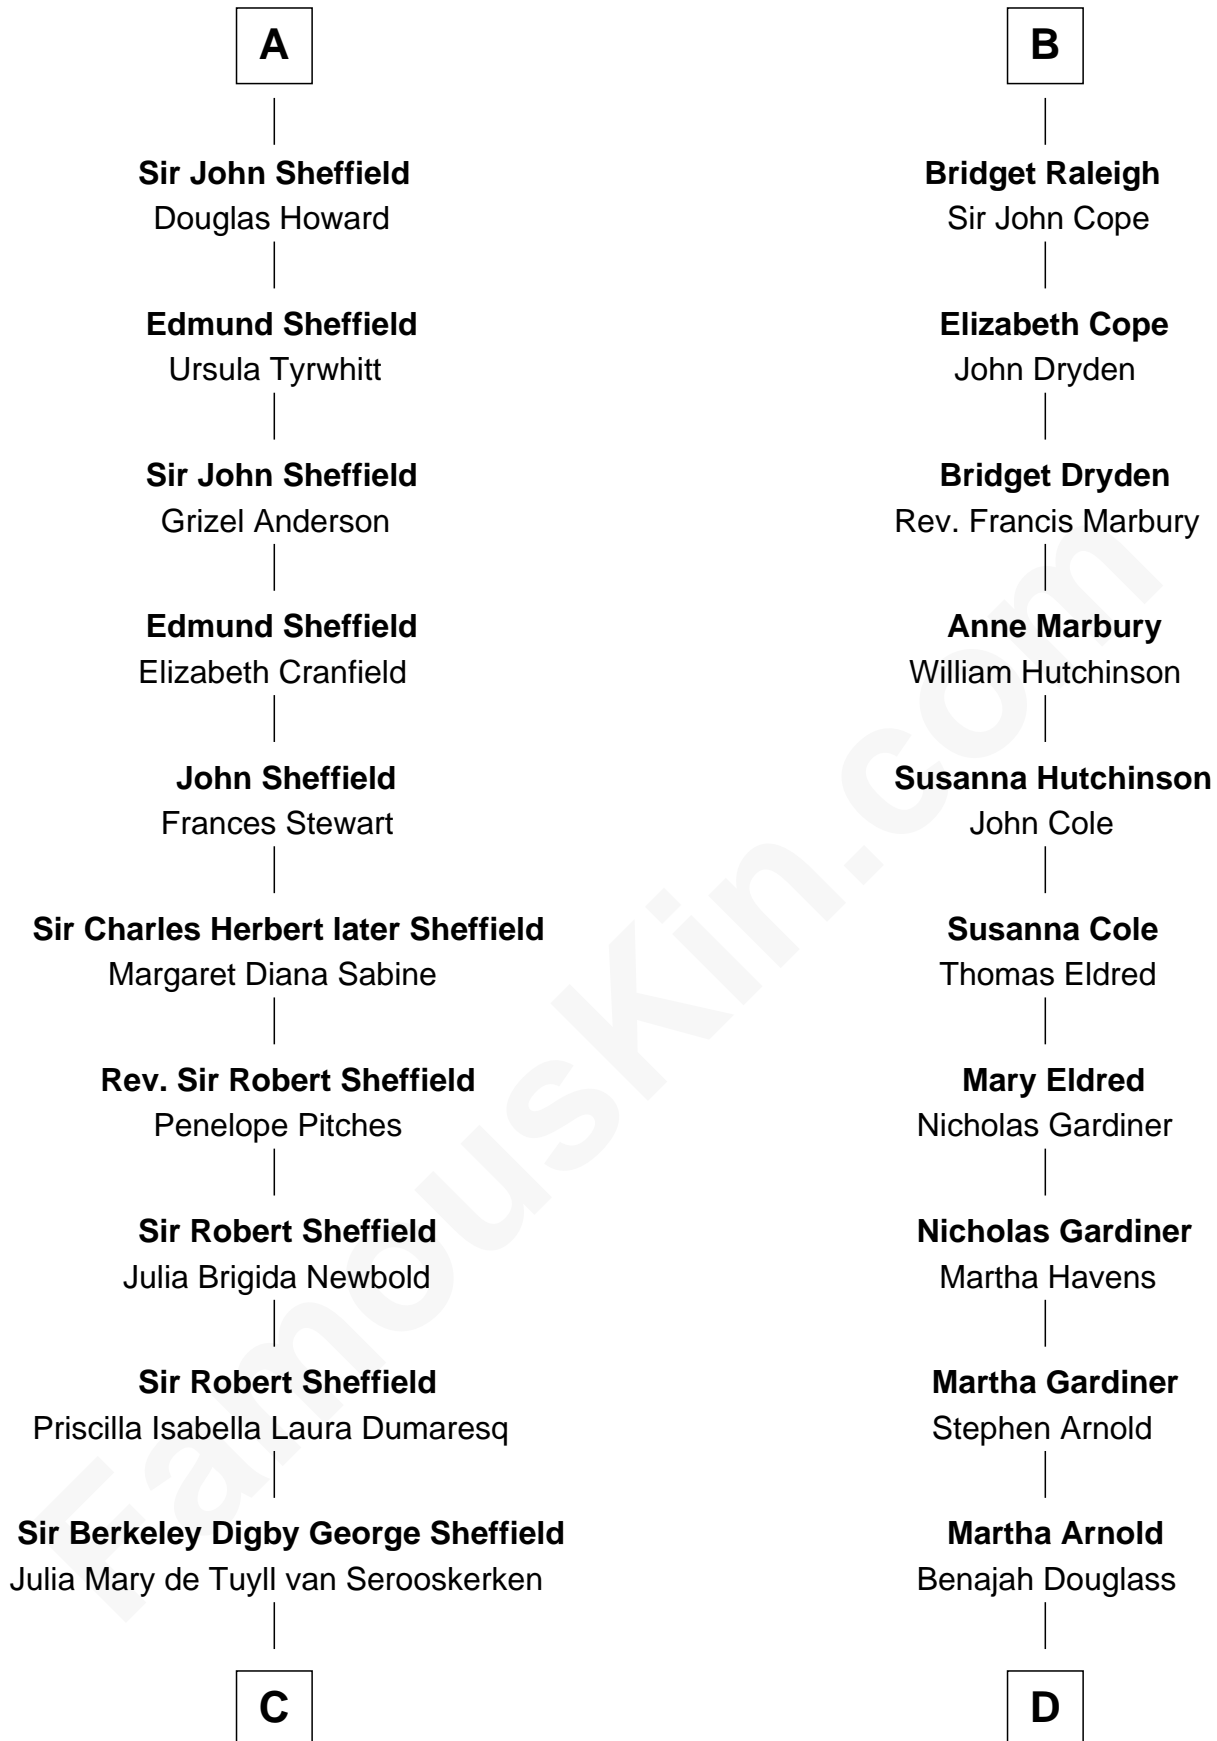 A
Sir John Sheffield
Douglas Howard
Edmund Sheffield
Ursula Tyrwhitt
Sir John Sheffield
Grizel Anderson
Edmund Sheffield
Elizabeth Cranfield
John Sheffield
Frances Stewart
Sir Charles Herbert later Sheffield
Margaret Diana Sabine
Rev. Sir Robert Sheffield
Penelope Pitches
Sir Robert Sheffield
Julia Brigida Newbold
Sir Robert Sheffield
Priscilla Isabella Laura Dumaresq
Sir Berkeley Digby George Sheffield
Julia Mary de Tuyll van Serooskerken
C
B
Bridget Raleigh
Sir John Cope
Elizabeth Cope
John Dryden
Bridget Dryden
Rev. Francis Marbury
Anne Marbury
William Hutchinson
Susanna Hutchinson
John Cole
Susanna Cole
Thomas Eldred
Mary Eldred
Nicholas Gardiner
Nicholas Gardiner
Martha Havens
Martha Gardiner
Stephen Arnold
Martha Arnold
Benajah Douglass
D
FamousKin.com